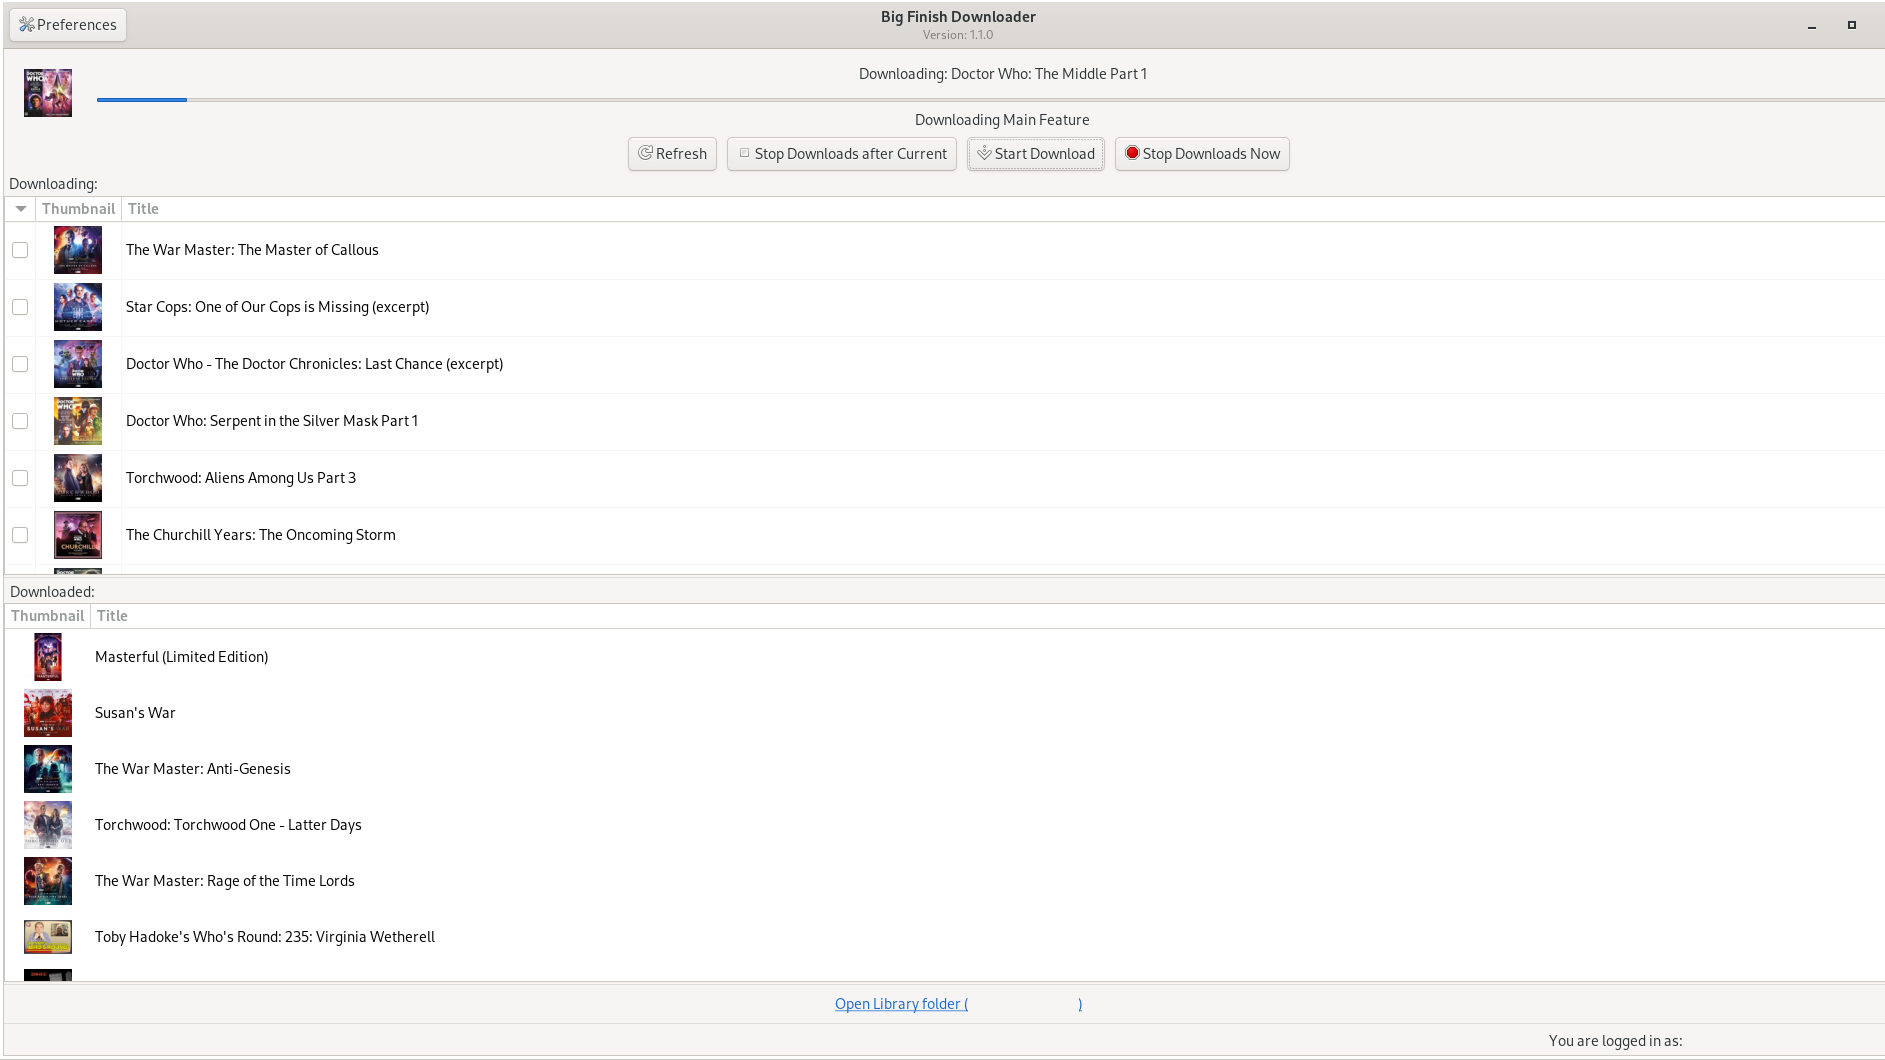 Preferences
Big Finish Downloader
Version: 1.1.0
Downloading: Doctor Who: The Middle Part 1
Downloading Main Feature
Refresh
Stop Downloads after Current
Start Download
Stop Downloads Now
Downloading:
Thumbnail Title
The War Master: The Master of Callous
Star Cops: One of Our Cops is Missing (excerpt)
Doctor Who - The Doctor Chronicles: Last Chance (excerpt)
Doctor Who: Serpent in the Silver Mask Part 1
Torchwood: Aliens Among Us Part 3
The Churchill Years: The Oncoming Storm
Downloaded:
Thumbnail Title
Masterful (Limited Edition)
Susan's War
The War Master: Anti-Genesis
Torchwood: Torchwood One - Latter Days
The War Master: Rage of the Time Lords
Toby Hadoke's Who's Round: 235: Virginia Wetherell
Open Library folder ( )
You are logged in as: